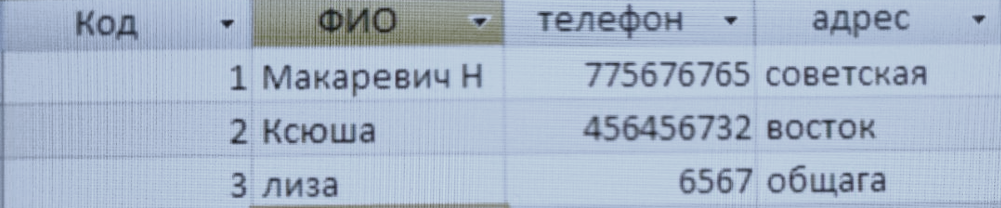 Код ФИО телефон адрес
1 Макаревич Н 775676765 советская
2 Ксюша 456456732 восток
3 лиза 6567 общага